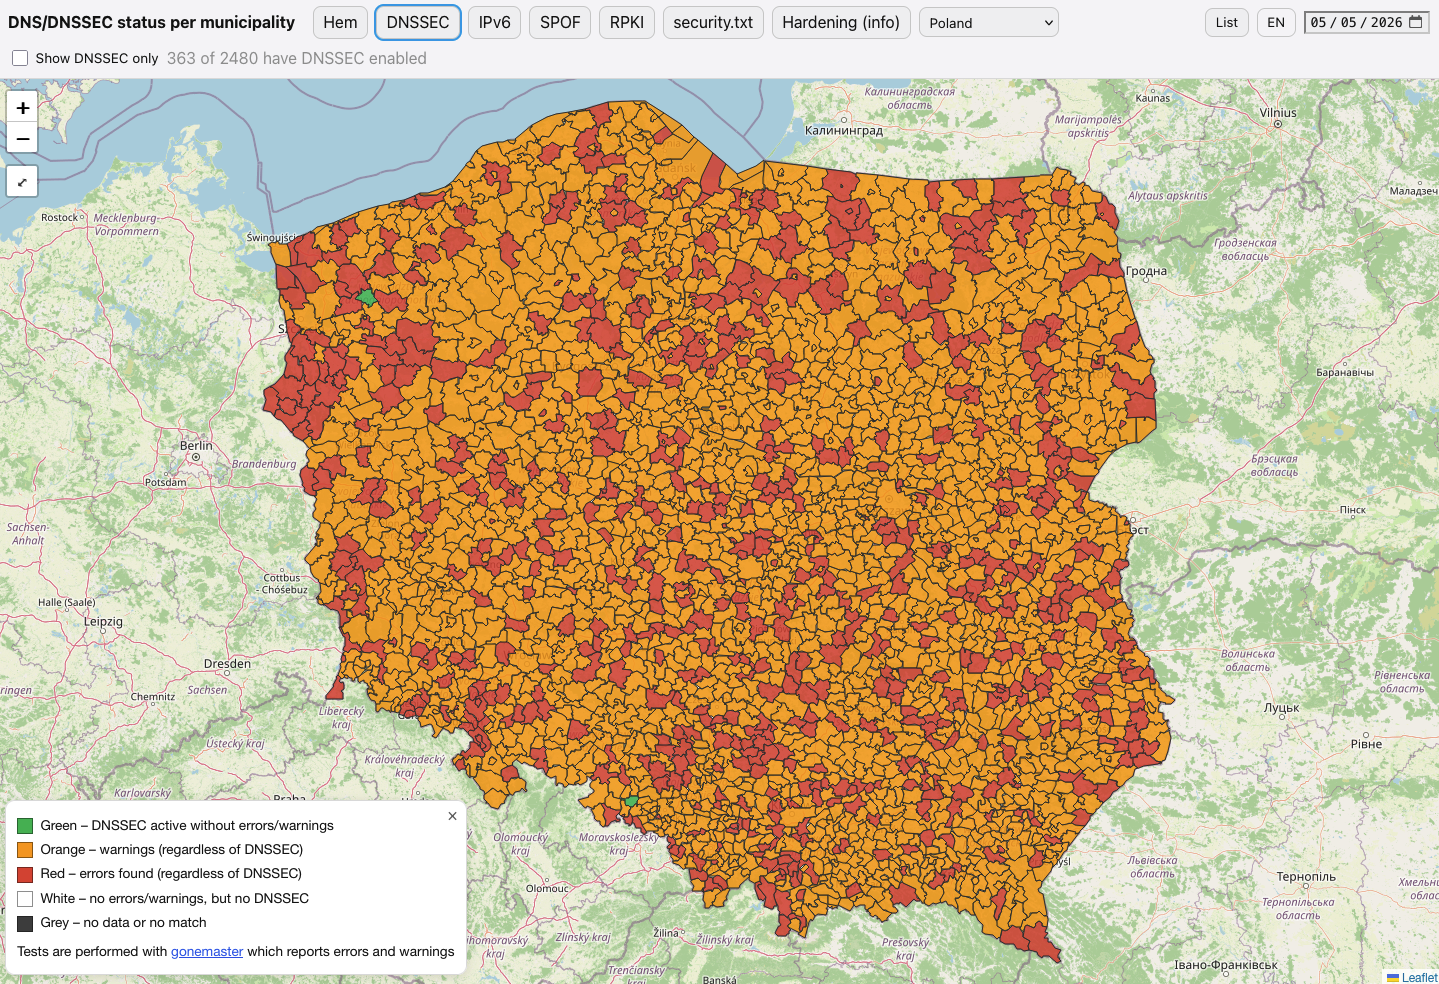 DNS/DNSSEC status per municipality
Hem
DNSSEC
IPv6
SPOF
RPKI
security.txt
Hardening (info)
Poland
List
EN
05/05/2026
Show DNSSEC only
363 of 2480 have DNSSEC enabled
+
−
Калининградская
область
Калининград
Kaunas
Vilnius
Marijampolės
apskritis
Alytaus apskritis
Гродзенская
вобласць
Гродна
Баранавічы
Брэсцкая
вобласць
Пінск
Rostock
Mecklenburg-
Vorpommern
Berlin
Brandenburg
Potsdam
Sachsen-
Anhalt
Cottbus
- Chóśebuz
Halle (Saale)
Leipzig
Dresden
Chemnitz
Sachsen
Liberecký
kraj
Ústecký kraj
Královéhradecký
kraj
Karlovarský
Praha
Волинська
область
Рівненська
область
Луцьк
Рівне
Olomoucký
kraj
Moravskoslezský
kraj
Olomouc
Zlínský kraj
Žilina
Žilinský kraj
Trenčiansky
kraj
Banská
Prešovský
kraj
Львівська
область
Тернопіль
Тернопільська
область
Івано-Франківськ
Green – DNSSEC active without errors/warnings
Orange – warnings (regardless of DNSSEC)
Red – errors found (regardless of DNSSEC)
White – no errors/warnings, but no DNSSEC
Grey – no data or no match
Tests are performed with gonemaster which reports errors and warnings
×
Leaflet